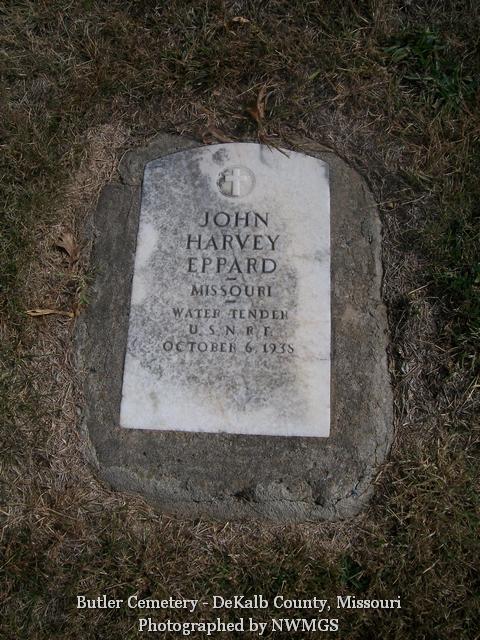 JOHN
HARVEY
EPPARD
MISSOURI
WATER TENDER
U.S.N.R.F.
OCTOBER 6, 1938
Butler Cemetery - DeKalb County, Missouri
Photographed by NWMGS